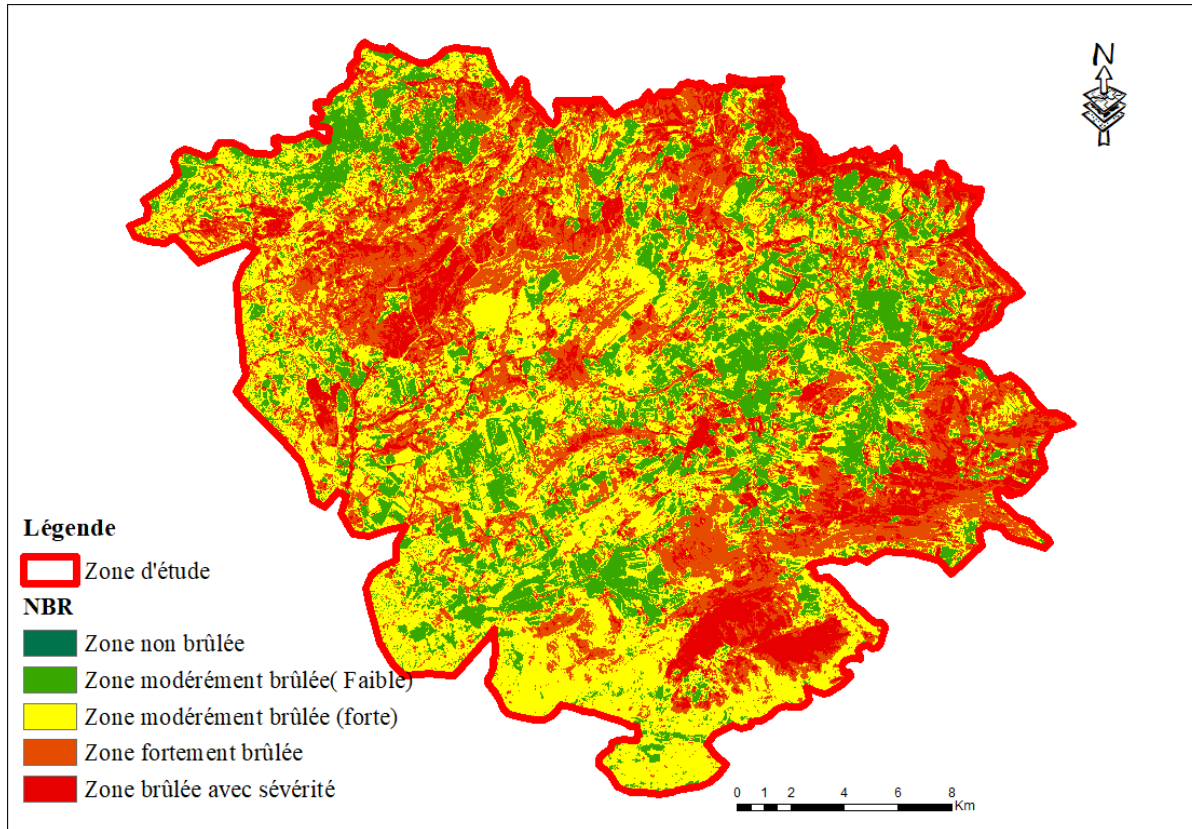 N
Légende
Zone d'étude
NBR
Zone non brûlée
Zone modérément brûlée( Faible)
Zone modérément brûlée (forte)
Zone fortement brûlée
Zone brûlée avec sévérité
0 1 2 4 6 8
Km